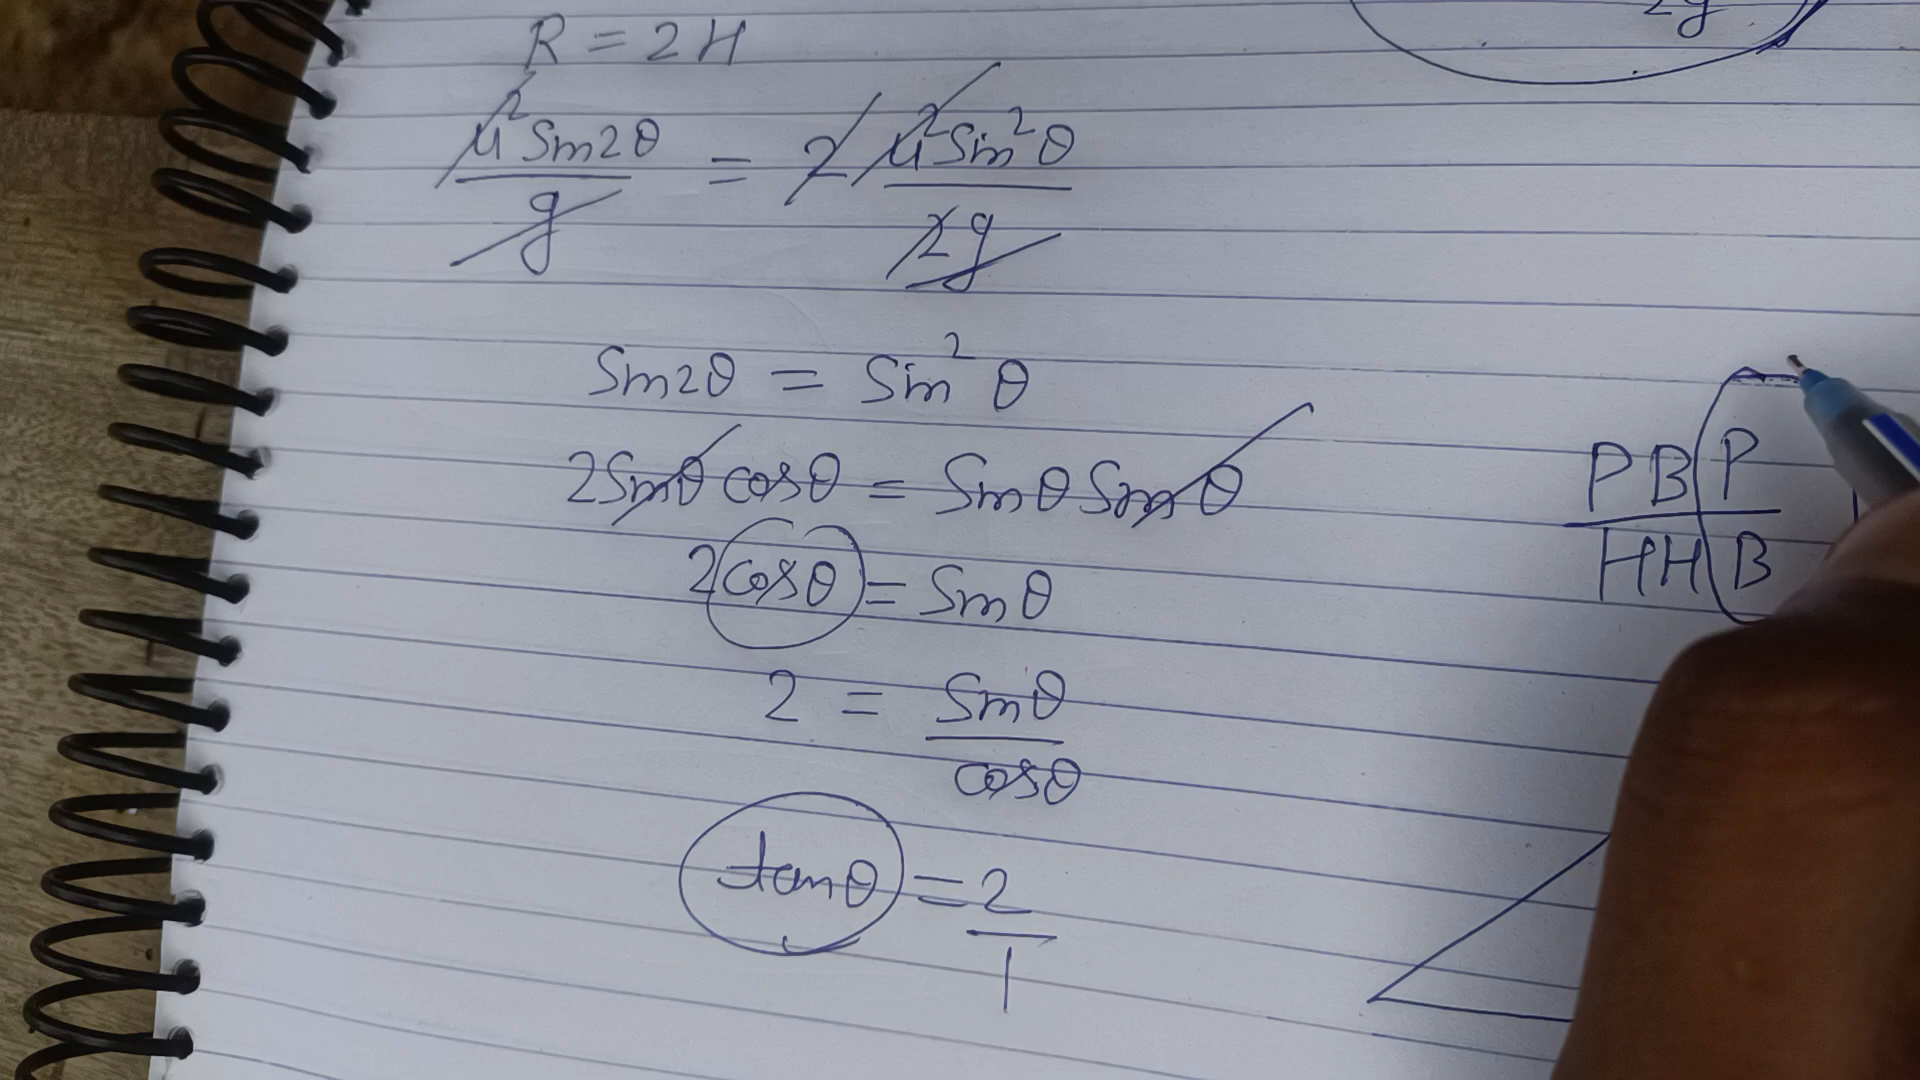 R = 2H
2g
u² Sin2θ / g = 2 u² Sin²θ / 2g
Sin2θ = Sin²θ
2Sinθ cosθ = Sinθ Sinθ
2cosθ = Sinθ
2 = Sinθ / cosθ
tanθ = 2 / 1
P B P
H H B